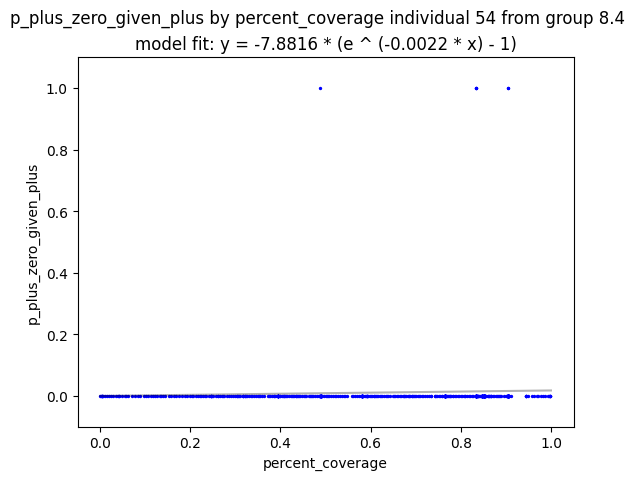 p_plus_zero_given_plus by percent_coverage individual 54 from group 8.4
model fit: y = -7.8816 * (e ^ (-0.0022 * x) - 1)
1.0
0.8
0.6
0.4
0.2
0.0
p_plus_zero_given_plus
0.0 0.2 0.4 0.6 0.8 1.0
percent_coverage